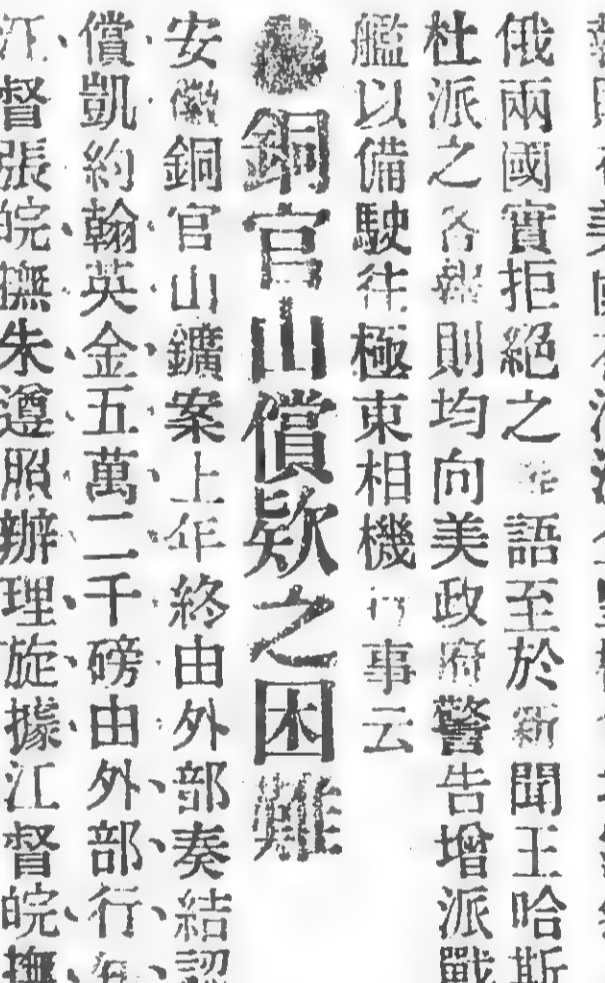 俄兩國實拒絕之語至於新聞王哈斯
杜派之各報則均向美政府警告增派戰
艦以備駛往極東相機行事云
銅官山償欵之困難
安徽銅官山鑛案上年終由外部奏結認
償凱約翰英金五萬二千磅由外部行
江督張皖撫朱遵照辦理旋據江督皖撫